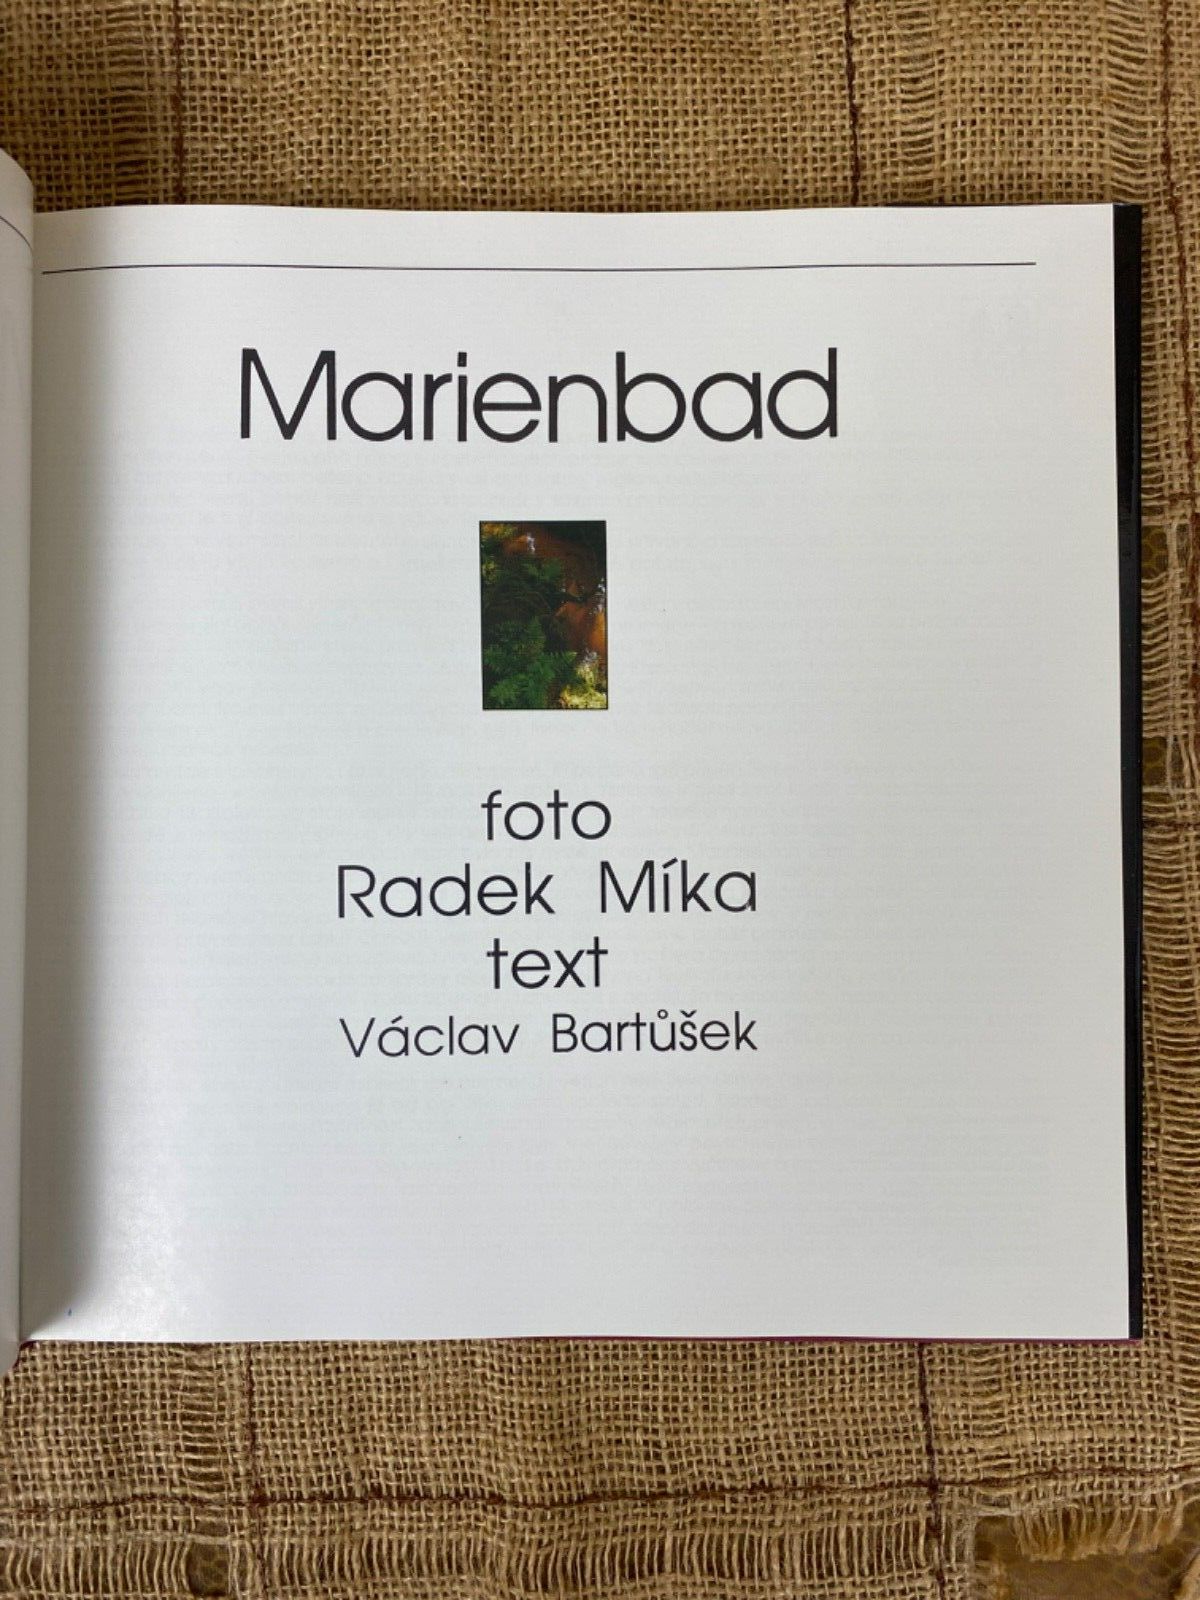 Marienbad
foto
Radek Míka
text
Václav Bartůšek